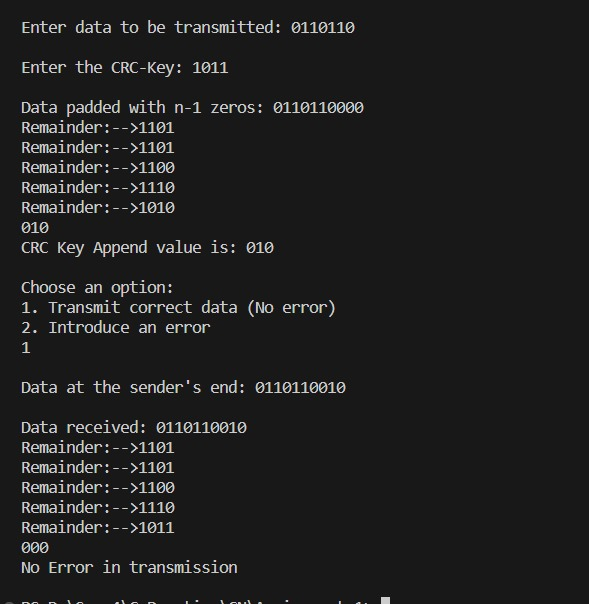 Enter data to be transmitted: 0110110
Enter the CRC-Key: 1011
Data padded with n-1 zeros: 0110110000
Remainder:-->1101
Remainder:-->1101
Remainder:-->1100
Remainder:-->1110
Remainder:-->1010
010
CRC Key Append value is: 010
Choose an option:
1. Transmit correct data (No error)
2. Introduce an error
1
Data at the sender's end: 0110110010
Data received: 0110110010
Remainder:-->1101
Remainder:-->1101
Remainder:-->1100
Remainder:-->1110
Remainder:-->1011
000
No Error in transmission